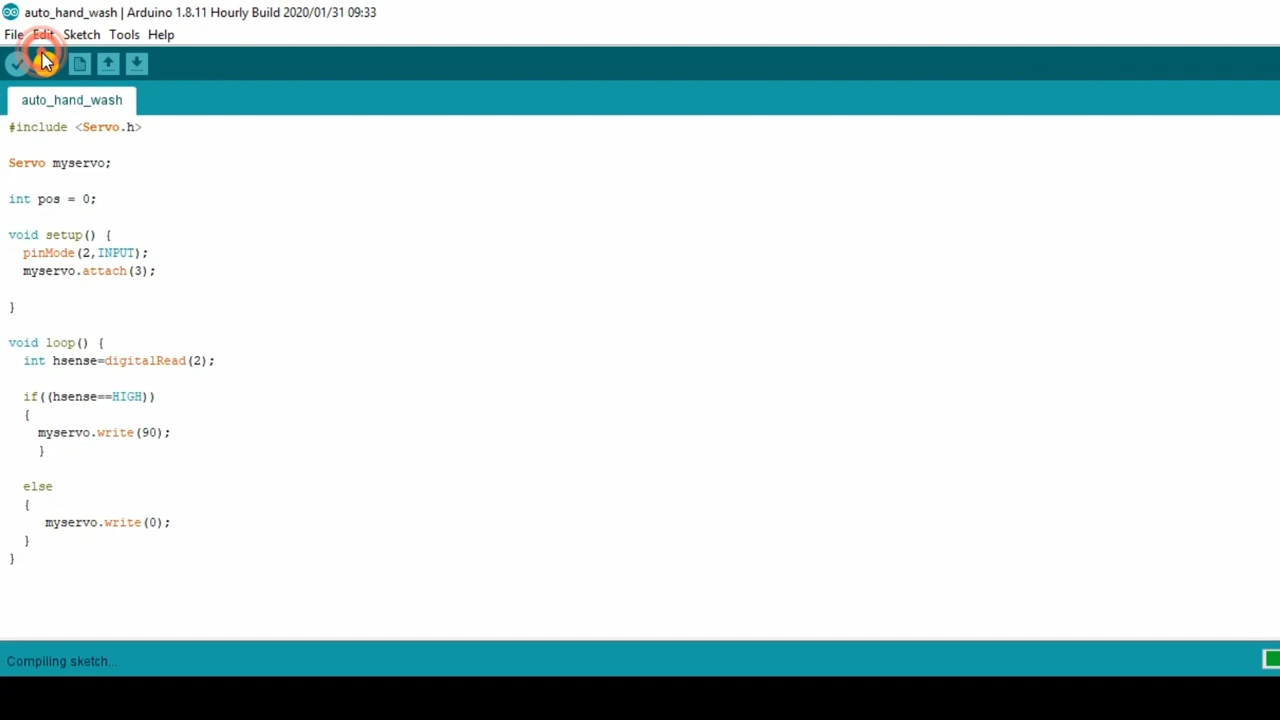 auto_hand_wash | Arduino 1.8.11 Hourly Build 2020/01/31 09:33
File Edit Sketch Tools Help
auto_hand_wash
#include <Servo.h>
Servo myservo;
int pos = 0;
void setup() {
  pinMode(2,INPUT);
  myservo.attach(3);
}
void loop() {
  int hsense=digitalRead(2);
  if((hsense==HIGH))
  {
    myservo.write(90);
    }
  else
  {
     myservo.write(0);
  }
}
Compiling sketch...